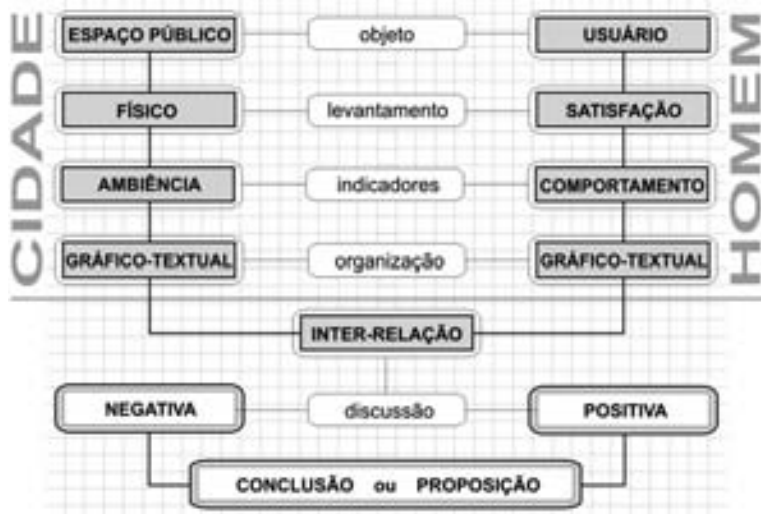 CIDADE
HOMEM
ESPAÇO PÚBLICO objeto USUÁRIO
FÍSICO levantamento SATISFAÇÃO
AMBIÊNCIA indicadores COMPORTAMENTO
GRÁFICO-TEXTUAL organização GRÁFICO-TEXTUAL
INTER-RELAÇÃO
NEGATIVA discussão POSITIVA
CONCLUSÃO ou PROPOSIÇÃO